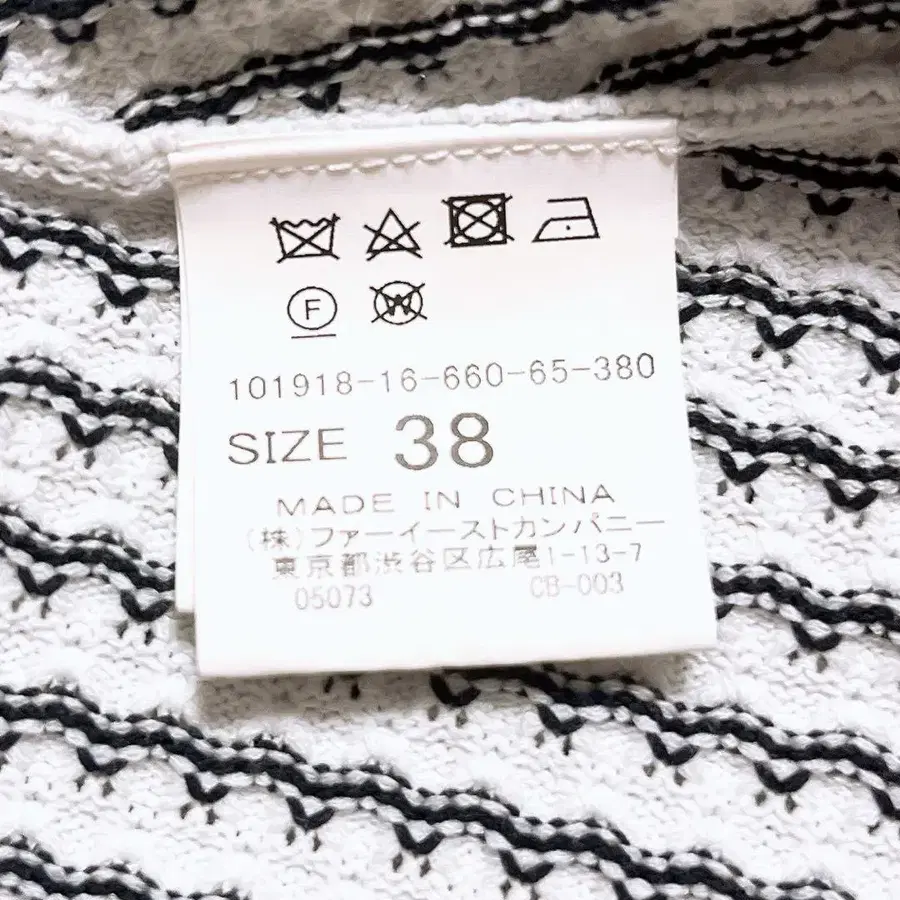 F W
101918-16-660-65-380
SIZE 38
MADE IN CHINA
(株)ファーイーストカンパニー
東京都渋谷区広尾1-13-7
05073 CB-003